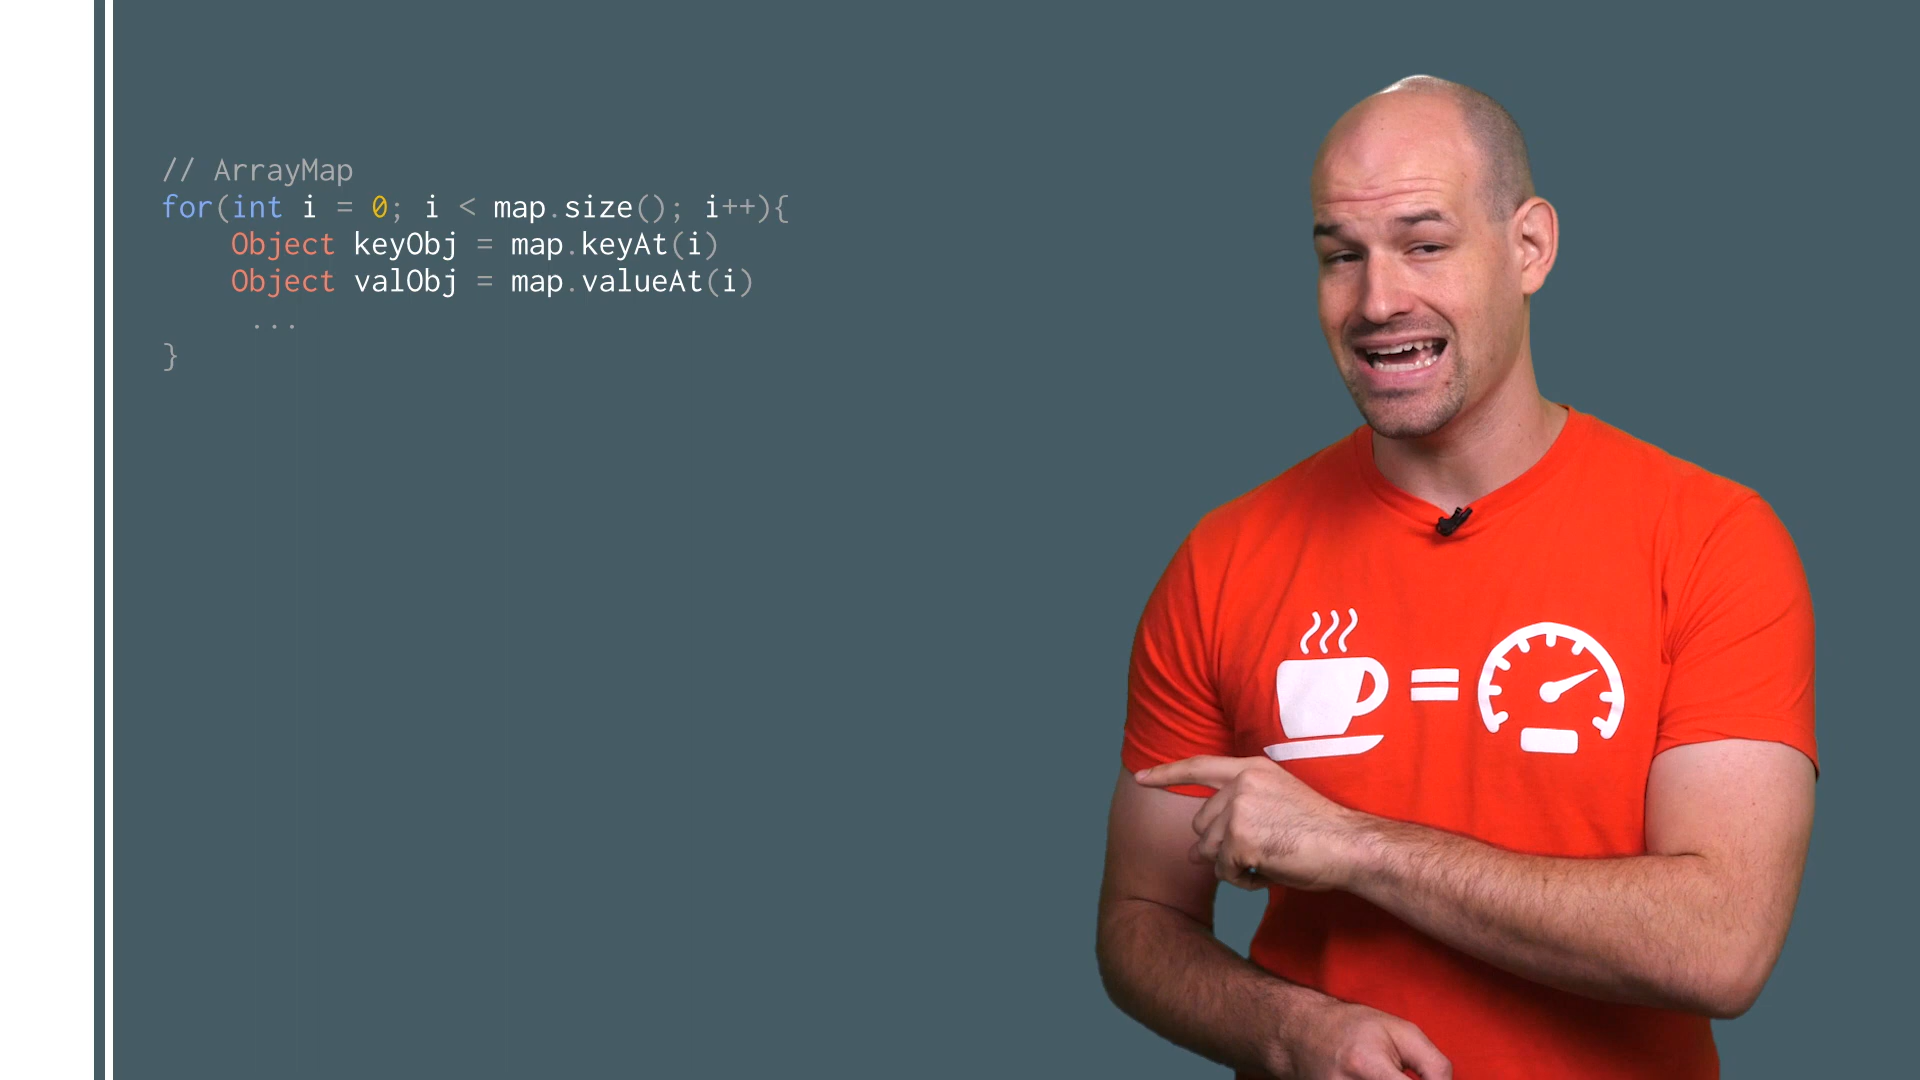 // ArrayMap
for(int i = 0; i < map.size(); i++){
    Object keyObj = map.keyAt(i)
    Object valObj = map.valueAt(i)
     ...
}